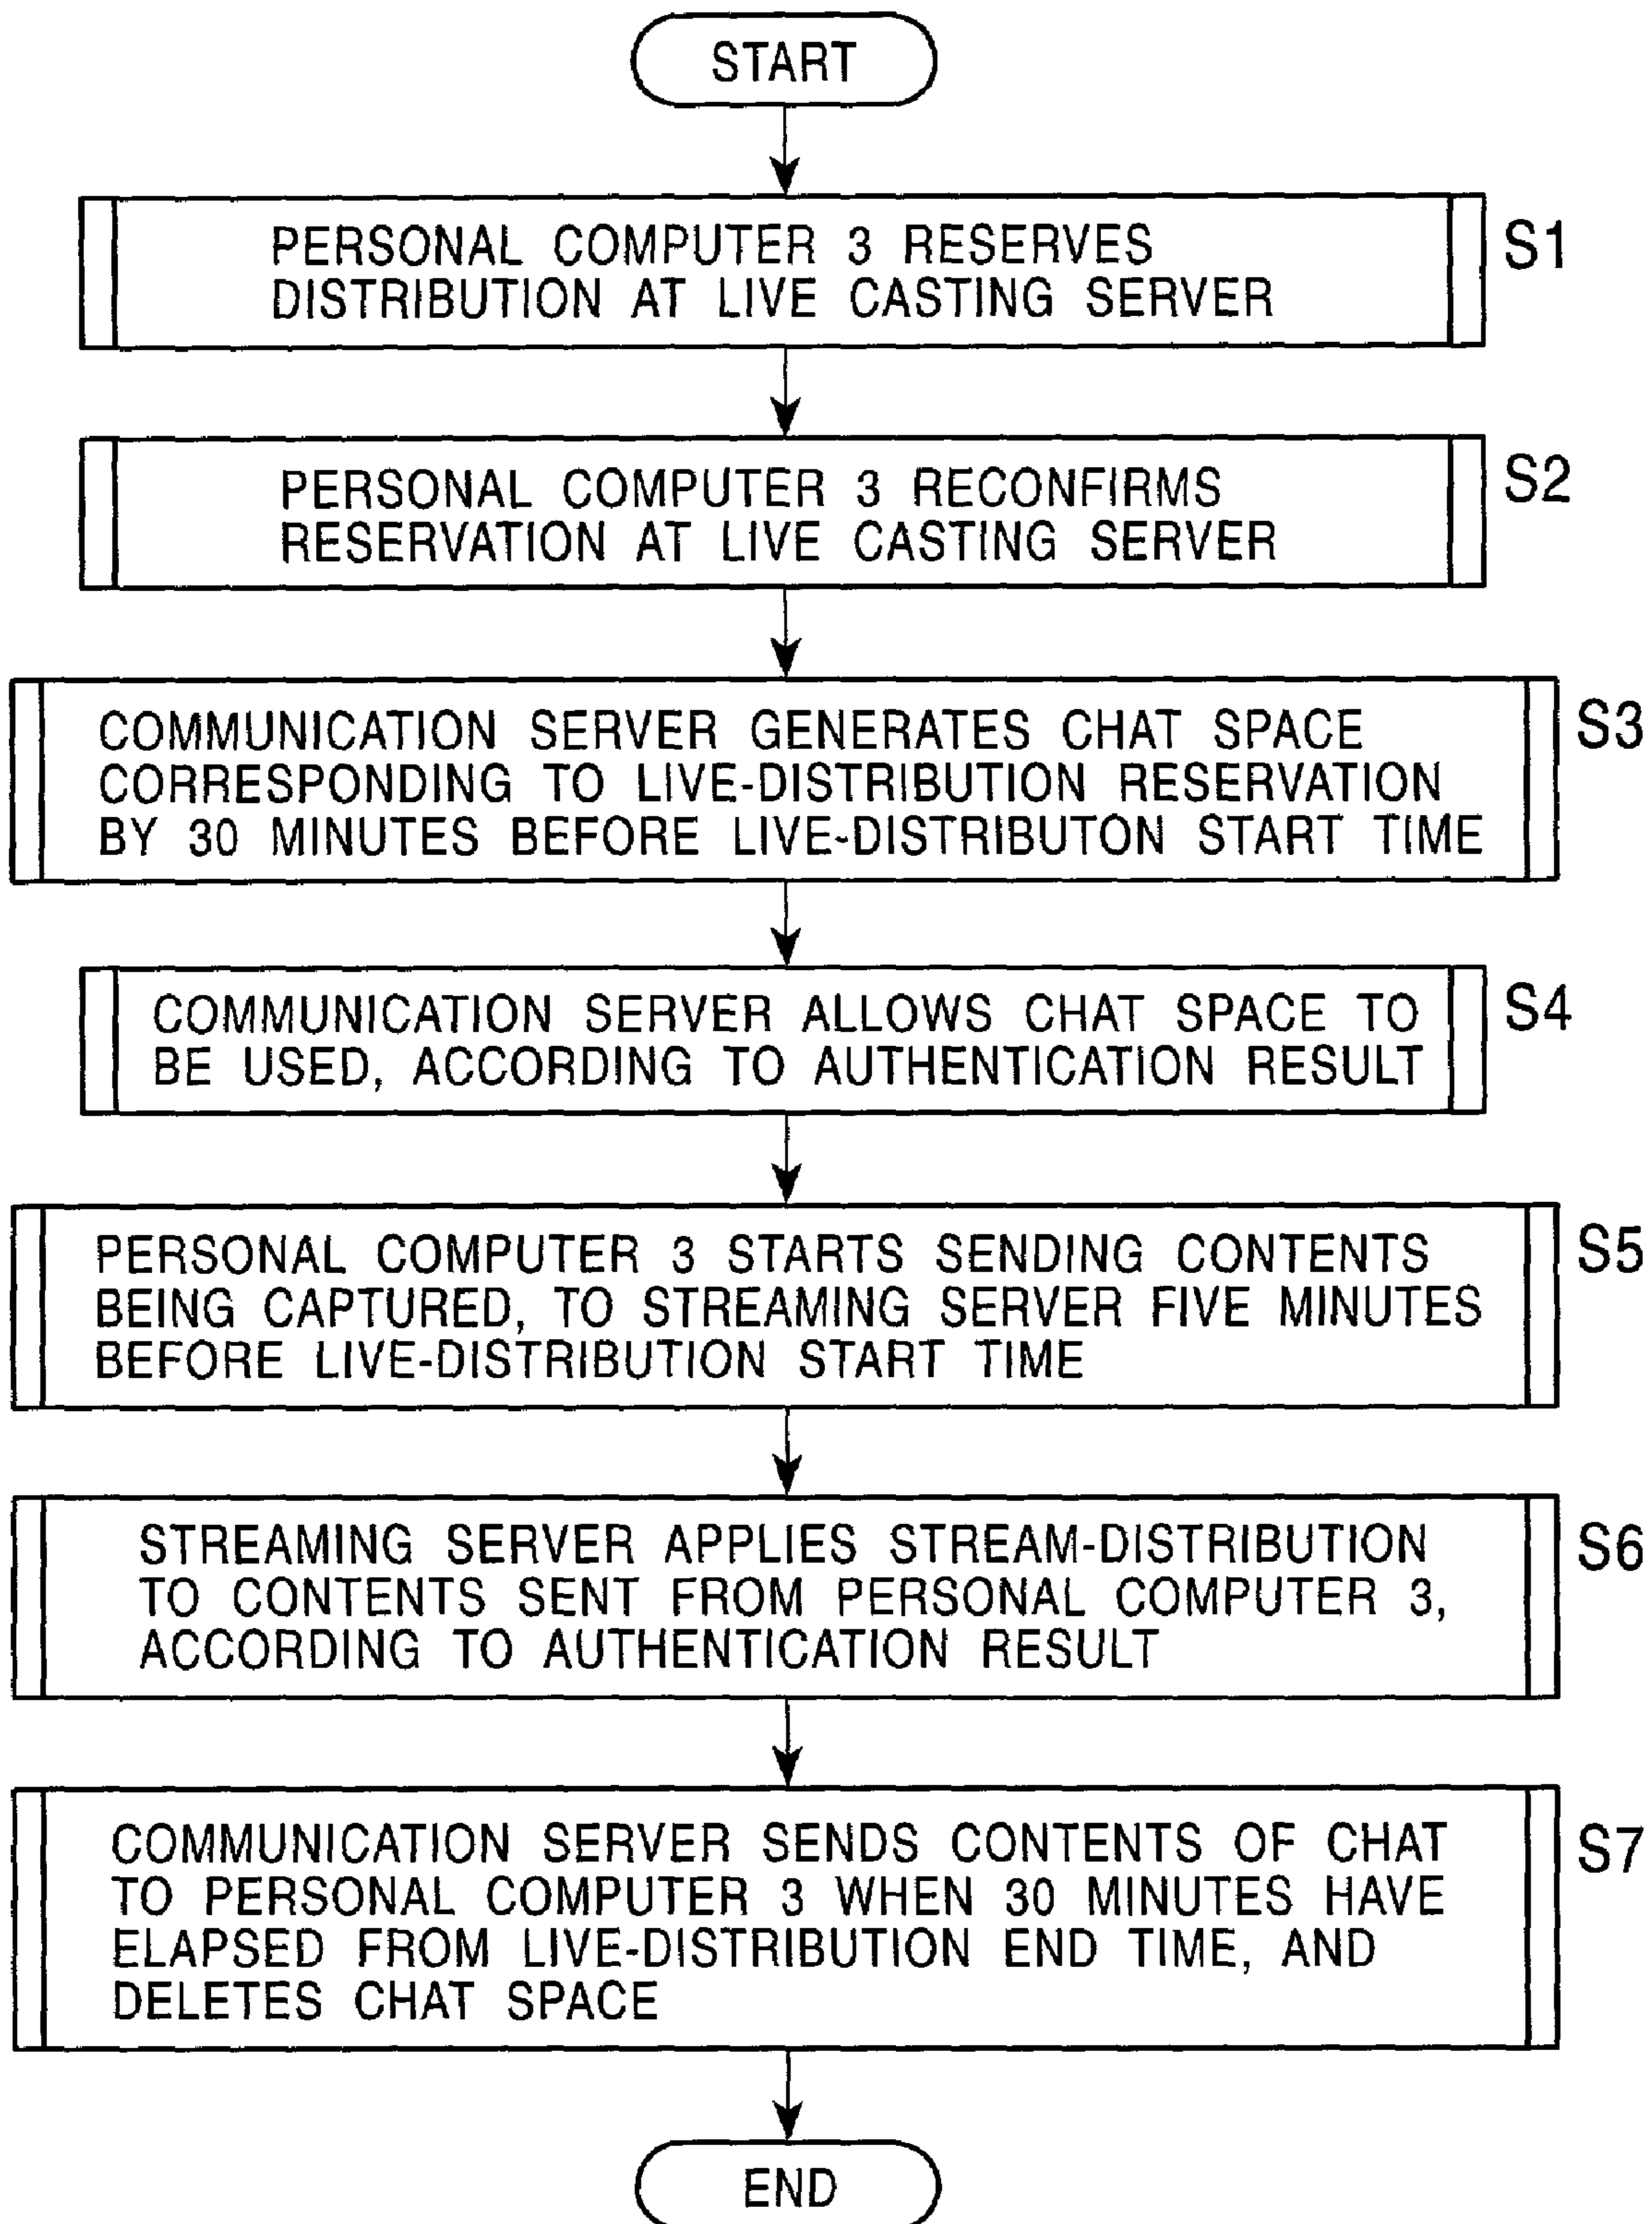 START
PERSONAL COMPUTER 3 RESERVES
DISTRIBUTION AT LIVE CASTING SERVER
S1
PERSONAL COMPUTER 3 RECONFIRMS
RESERVATION AT LIVE CASTING SERVER
S2
COMMUNICATION SERVER GENERATES CHAT SPACE
CORRESPONDING TO LIVE-DISTRIBUTION RESERVATION
BY 30 MINUTES BEFORE LIVE-DISTRIBUTON START TIME
S3
COMMUNICATION SERVER ALLOWS CHAT SPACE TO
BE USED, ACCORDING TO AUTHENTICATION RESULT
S4
PERSONAL COMPUTER 3 STARTS SENDING CONTENTS
BEING CAPTURED, TO STREAMING SERVER FIVE MINUTES
BEFORE LIVE-DISTRIBUTION START TIME
S5
STREAMING SERVER APPLIES STREAM-DISTRIBUTION
TO CONTENTS SENT FROM PERSONAL COMPUTER 3,
ACCORDING TO AUTHENTICATION RESULT
S6
COMMUNICATION SERVER SENDS CONTENTS OF CHAT
TO PERSONAL COMPUTER 3 WHEN 30 MINUTES HAVE
ELAPSED FROM LIVE-DISTRIBUTION END TIME, AND
DELETES CHAT SPACE
S7
END